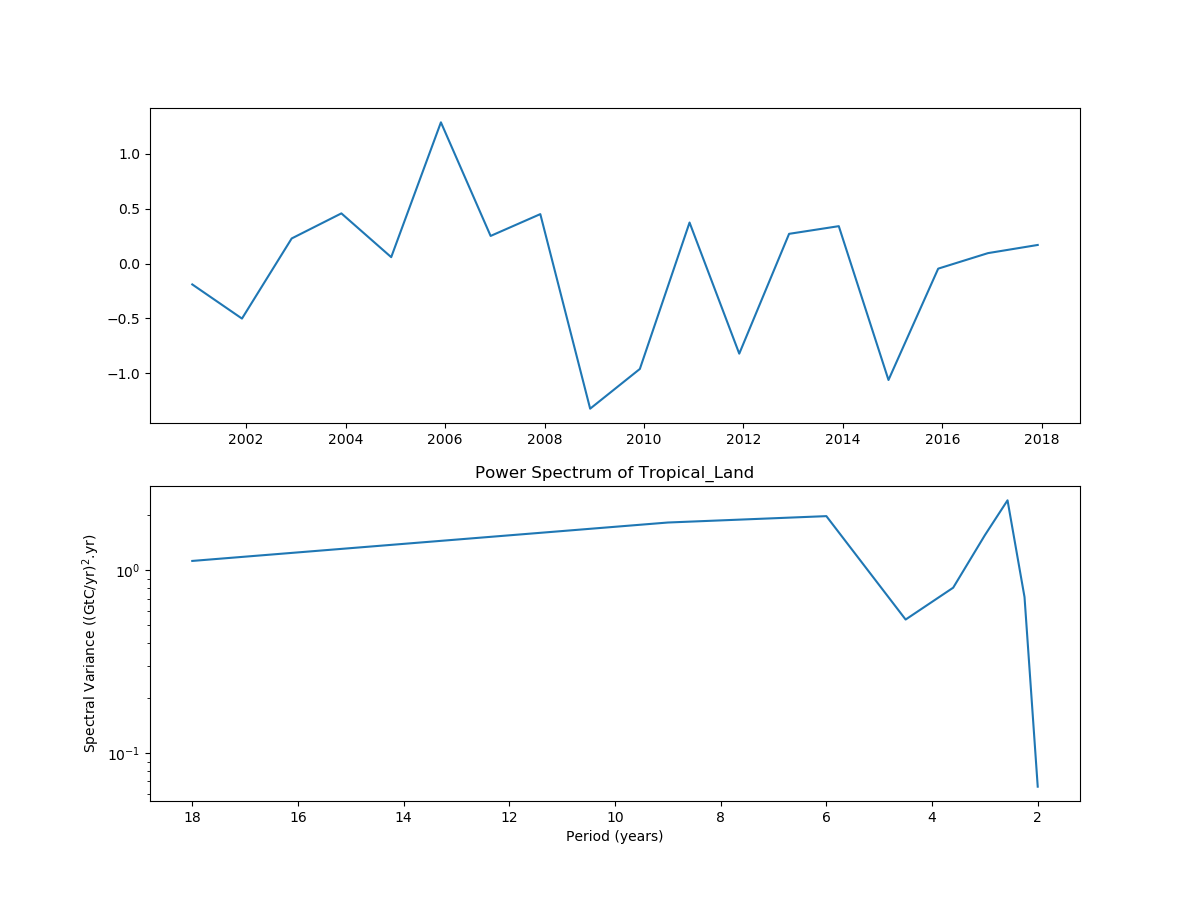 1.0
0.5
0.0
−0.5
−1.0
2002 2004 2006 2008 2010 2012 2014 2016 2018
Power Spectrum of Tropical_Land
Spectral Variance ((GtC/yr)².yr)
10⁰
10⁻¹
18 16 14 12 10 8 6 4 2
Period (years)